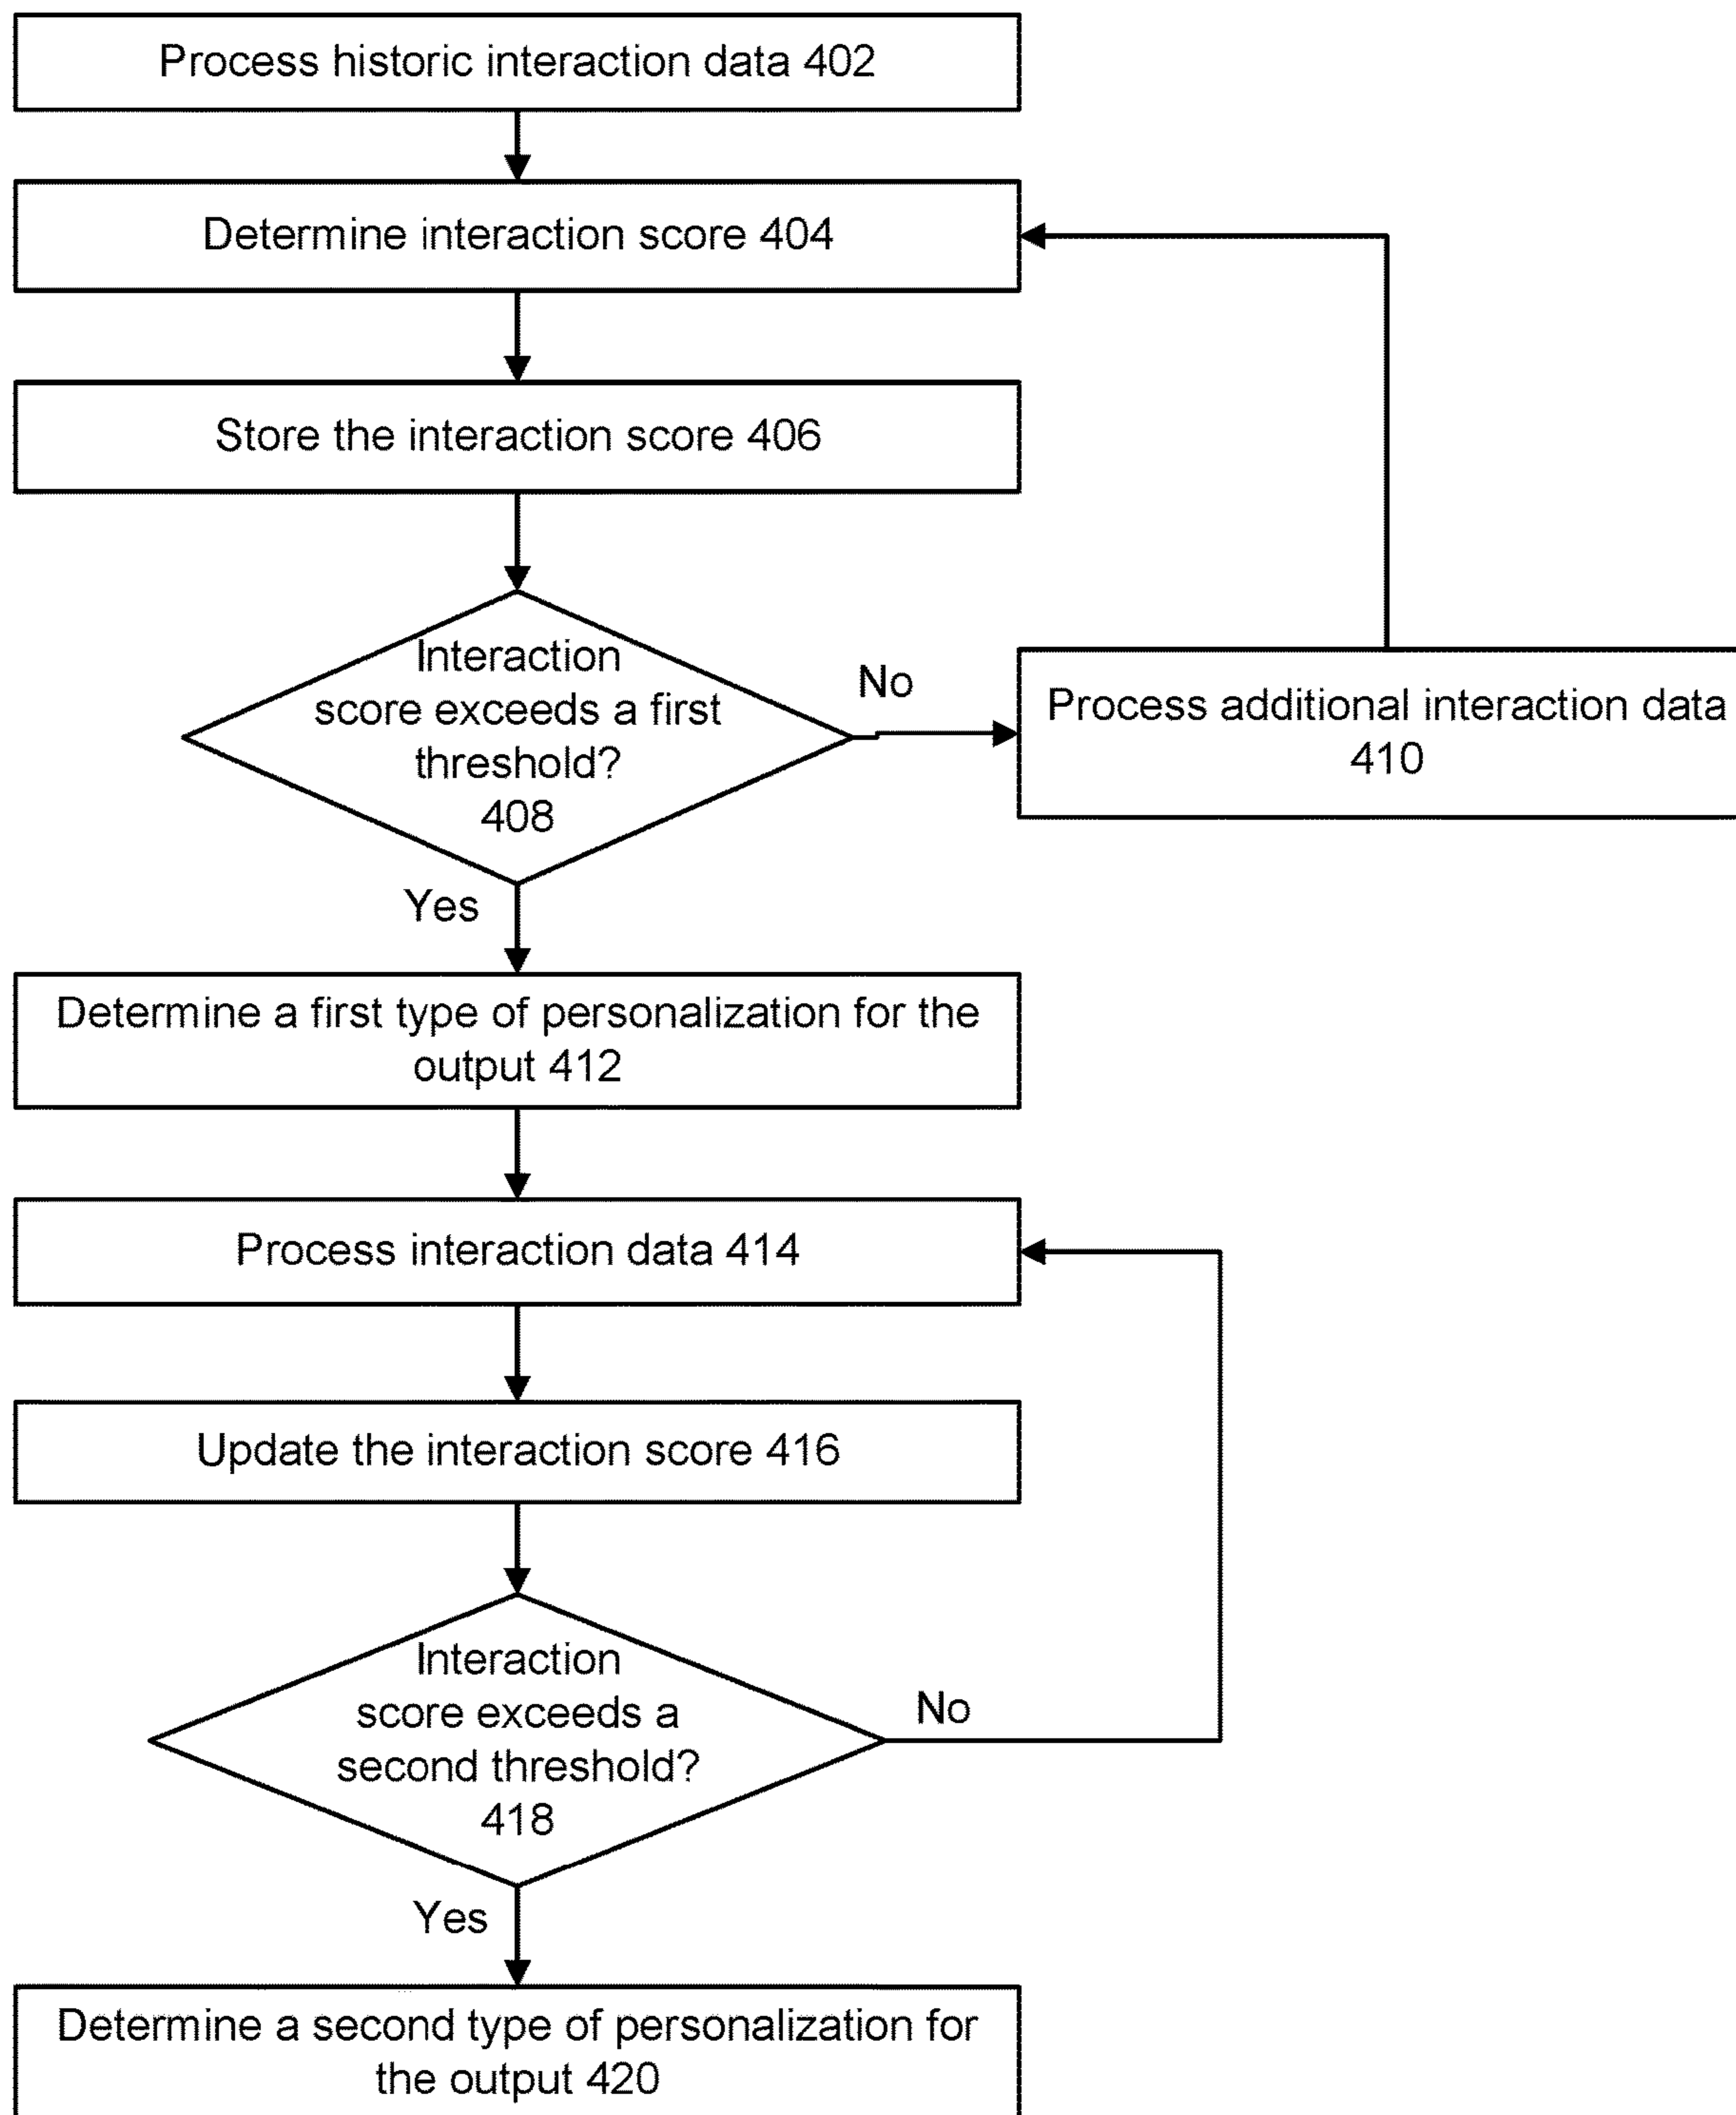 Process historic interaction data 402
Determine interaction score 404
Store the interaction score 406
Interaction
score exceeds a first
threshold?
408
No
Process additional interaction data
410
Yes
Determine a first type of personalization for the
output 412
Process interaction data 414
Update the interaction score 416
Interaction
score exceeds a
second threshold?
418
No
Yes
Determine a second type of personalization for
the output 420